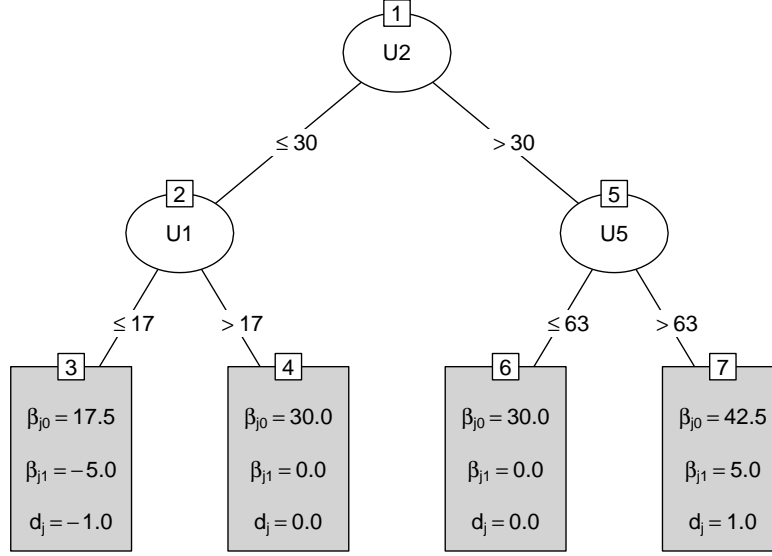 1
U2
≤ 30
> 30
2
U1
5
U5
≤ 17
> 17
≤ 63
> 63
3
βj0 = 17.5
βj1 = −5.0
dj = −1.0
4
βj0 = 30.0
βj1 = 0.0
dj = 0.0
6
βj0 = 30.0
βj1 = 0.0
dj = 0.0
7
βj0 = 42.5
βj1 = 5.0
dj = 1.0